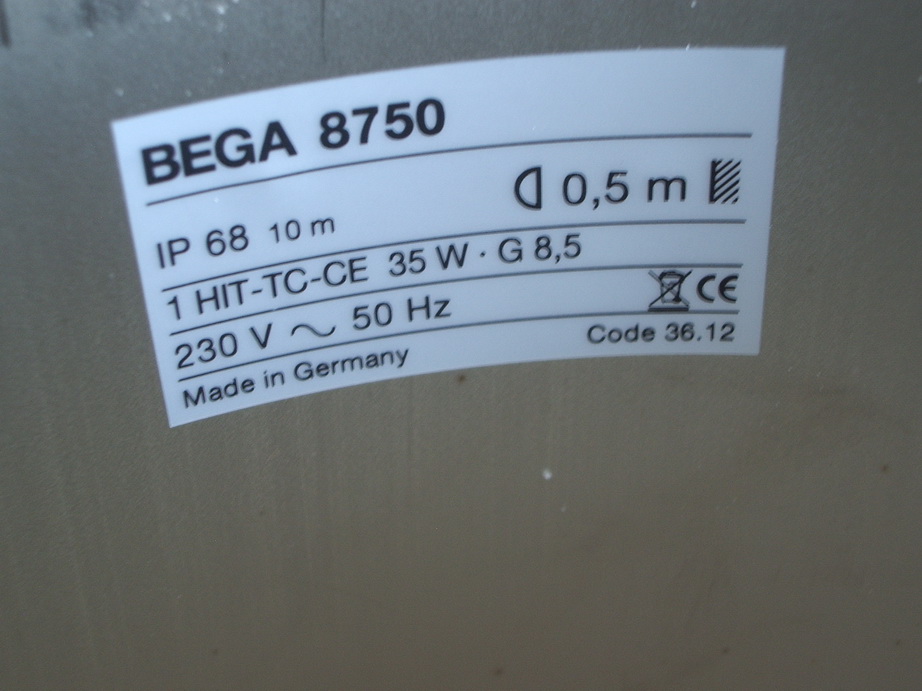 BEGA 8750
IP 68 10 m 0,5 m
1 HIT-TC-CE 35 W · G 8,5
230 V ~ 50 Hz CE
Made in Germany Code 36.12